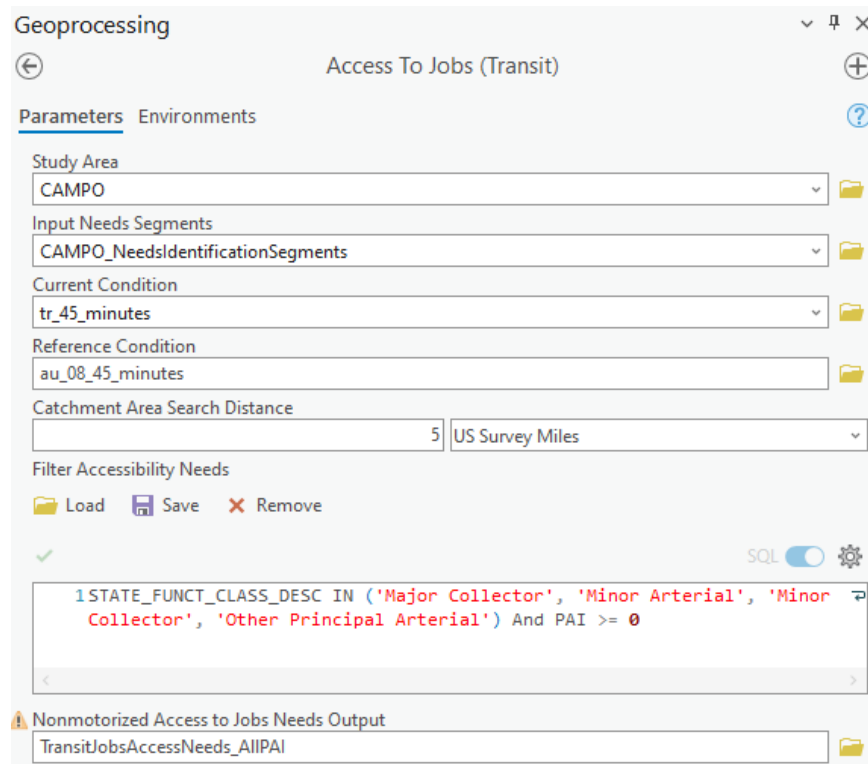 Geoprocessing
Access To Jobs (Transit)
Parameters Environments
Study Area
CAMPO
Input Needs Segments
CAMPO_NeedsIdentificationSegments
Current Condition
tr_45_minutes
Reference Condition
au_08_45_minutes
Catchment Area Search Distance
5 US Survey Miles
Filter Accessibility Needs
Load Save Remove
SQL
1 STATE_FUNCT_CLASS_DESC IN ('Major Collector', 'Minor Arterial', 'Minor
Collector', 'Other Principal Arterial') And PAI >= 0
Nonmotorized Access to Jobs Needs Output
TransitJobsAccessNeeds_AllPAI